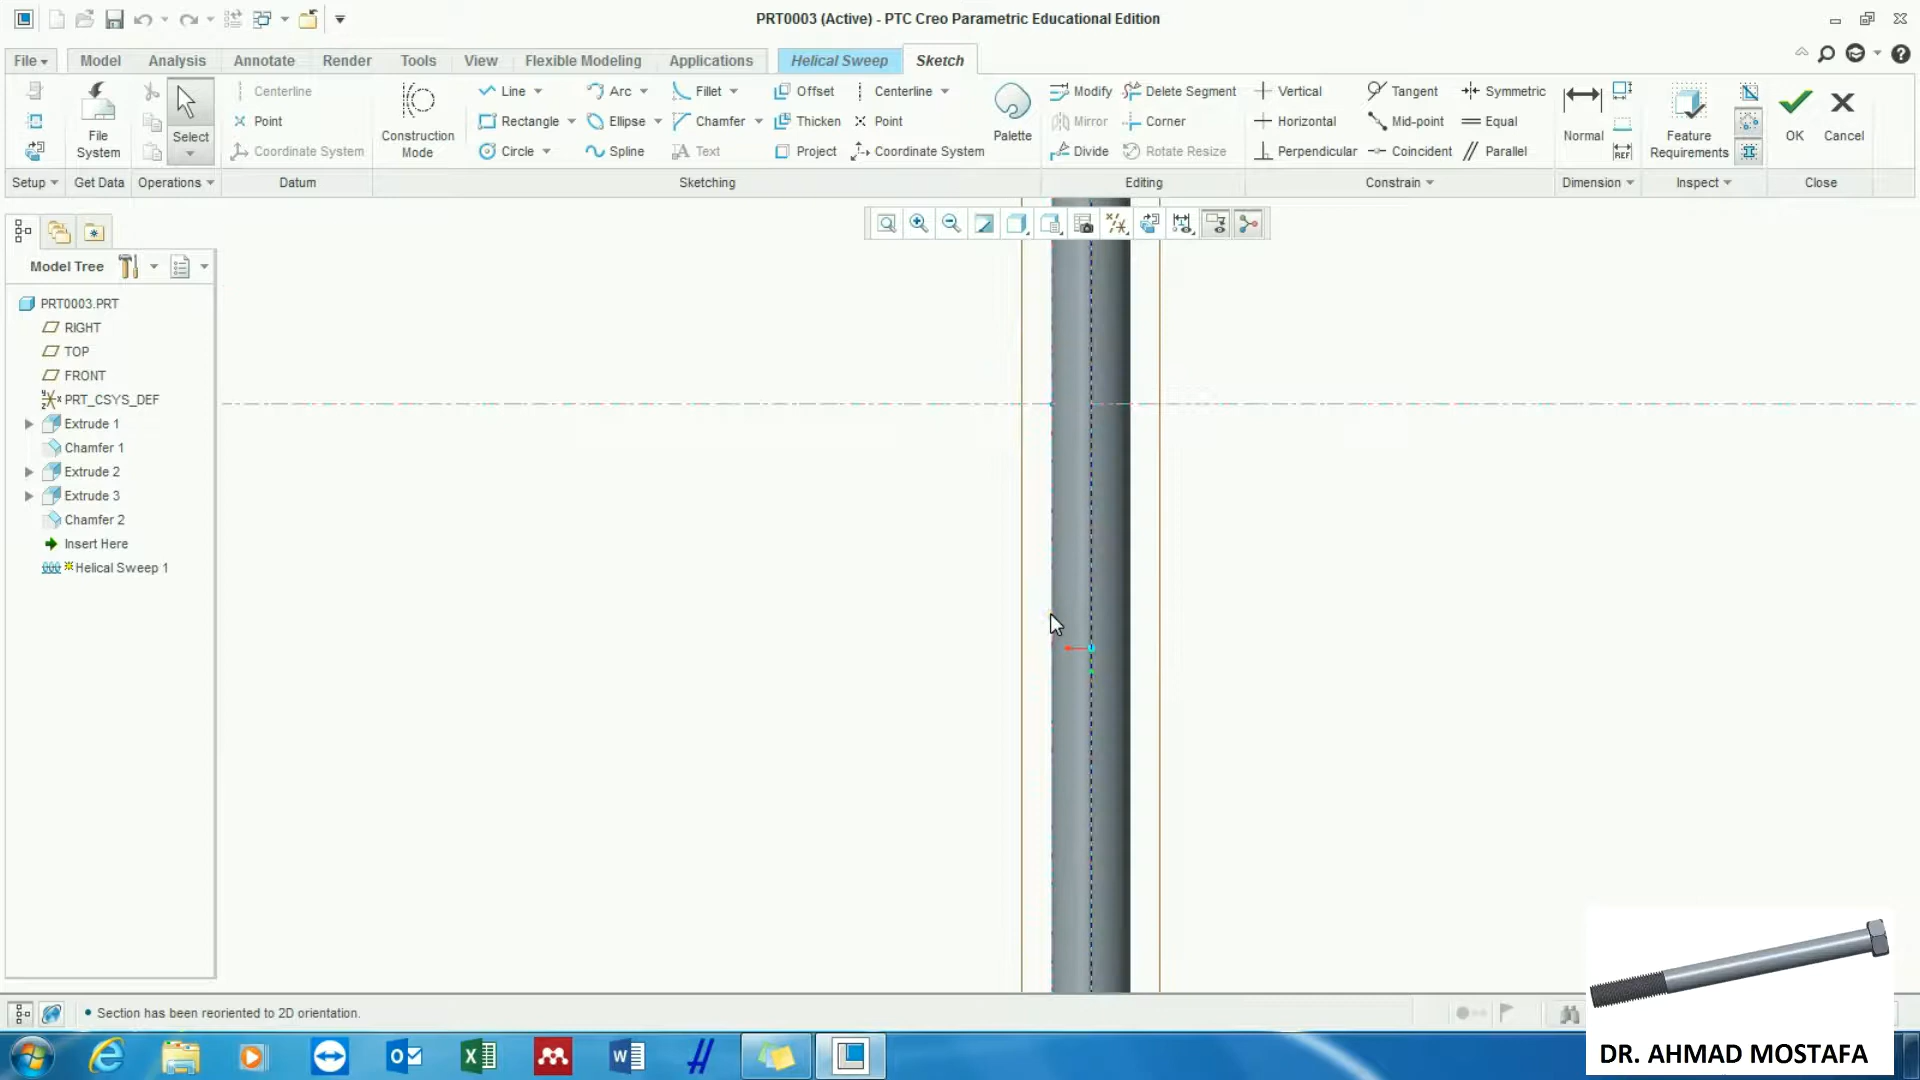 PRT0003 (Active) - PTC Creo Parametric Educational Edition
File Model Analysis Annotate Render Tools View Flexible Modeling Applications Helical Sweep Sketch
Centerline Line Arc Fillet Offset Centerline Modify Delete Segment Vertical Tangent Symmetric
Point Rectangle Ellipse Chamfer Thicken Point Mirror Corner Horizontal Mid-point Equal
Coordinate System Circle Spline Text Project Coordinate System Divide Rotate Resize Perpendicular Coincident Parallel
File System Select Construction Mode Palette Normal REF Feature Requirements OK Cancel
Setup Get Data Operations Datum Sketching Editing Constrain Dimension Inspect Close
Model Tree
PRT0003.PRT
RIGHT
TOP
FRONT
PRT_CSYS_DEF
Extrude 1
Chamfer 1
Extrude 2
Extrude 3
Chamfer 2
Insert Here
Helical Sweep 1
Section has been reoriented to 2D orientation.
DR. AHMAD MOSTAFA